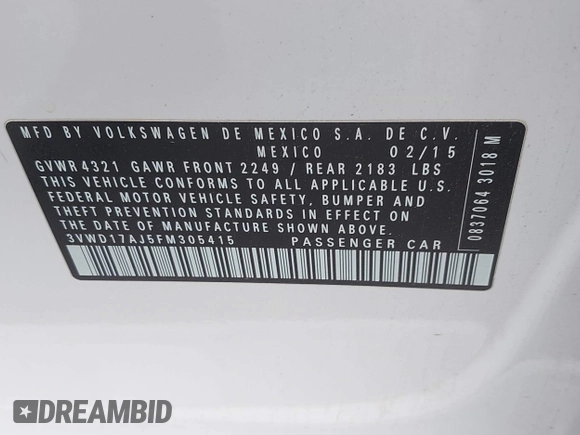 MFD BY VOLKSWAGEN DE MEXICO S.A. DE C.V.
MEXICO 02/15
GVWR 4321 GAWR FRONT 2249 / REAR 2183 LBS
THIS VEHICLE CONFORMS TO ALL APPLICABLE U.S.
FEDERAL MOTOR VEHICLE SAFETY, BUMPER AND
THEFT PREVENTION STANDARDS IN EFFECT ON
THE DATE OF MANUFACTURE SHOWN ABOVE.
3VWD17AJ5FM305415 PASSENGER CAR
0837064 3018 M
DREAMBID